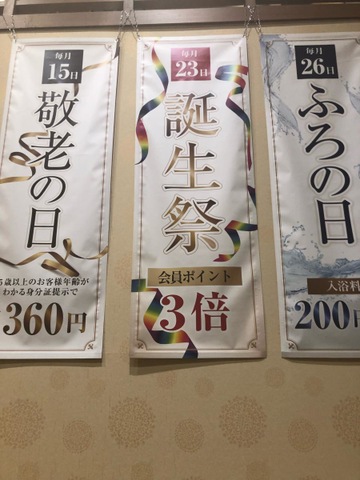 毎月
15日
敬老の日
5歳以上のお客様年齢が
わかる身分証提示で
360円
毎月
23日
誕生祭
会員ポイント
3倍
毎月
26日
ふろの日
入浴料
200円